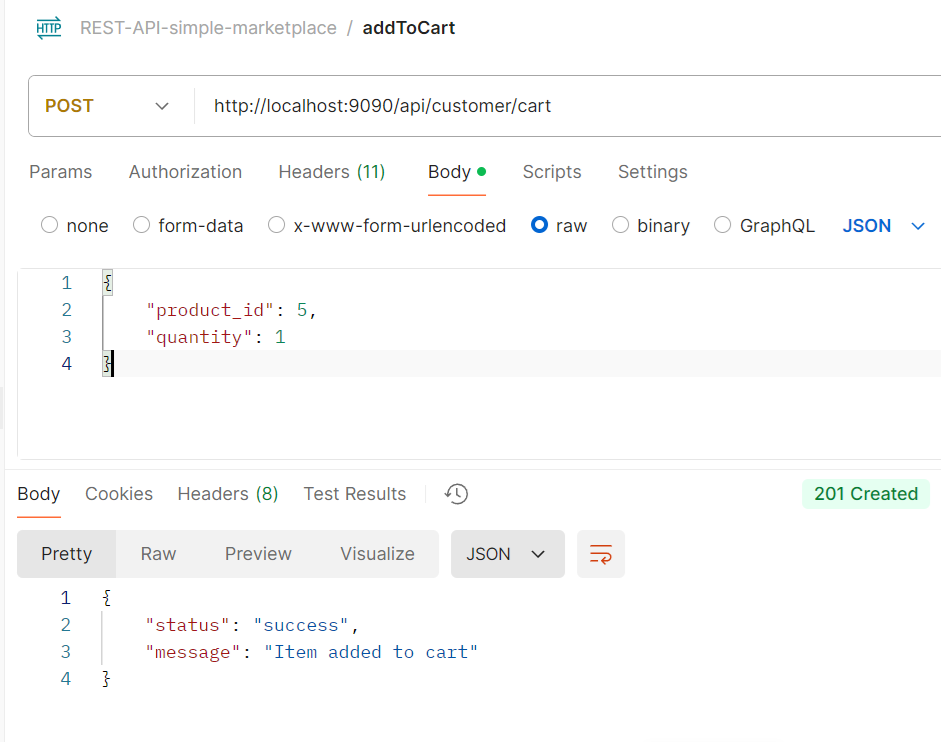 HTTP REST-API-simple-marketplace / addToCart
POST http://localhost:9090/api/customer/cart
Params Authorization Headers (11) Body Scripts Settings
none form-data x-www-form-urlencoded raw binary GraphQL JSON
1 {
2 "product_id": 5,
3 "quantity": 1
4 }
Body Cookies Headers (8) Test Results 201 Created
Pretty Raw Preview Visualize JSON
1 {
2 "status": "success",
3 "message": "Item added to cart"
4 }